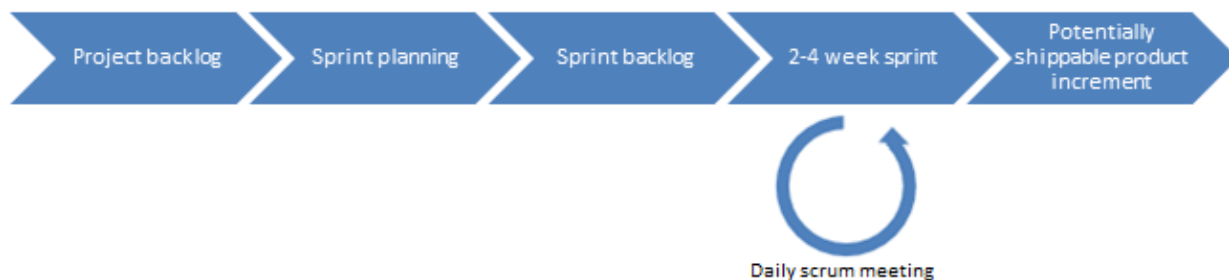 Project backlog
Sprint planning
Sprint backlog
2-4 week sprint
Potentially
shippable product
increment
Daily scrum meeting